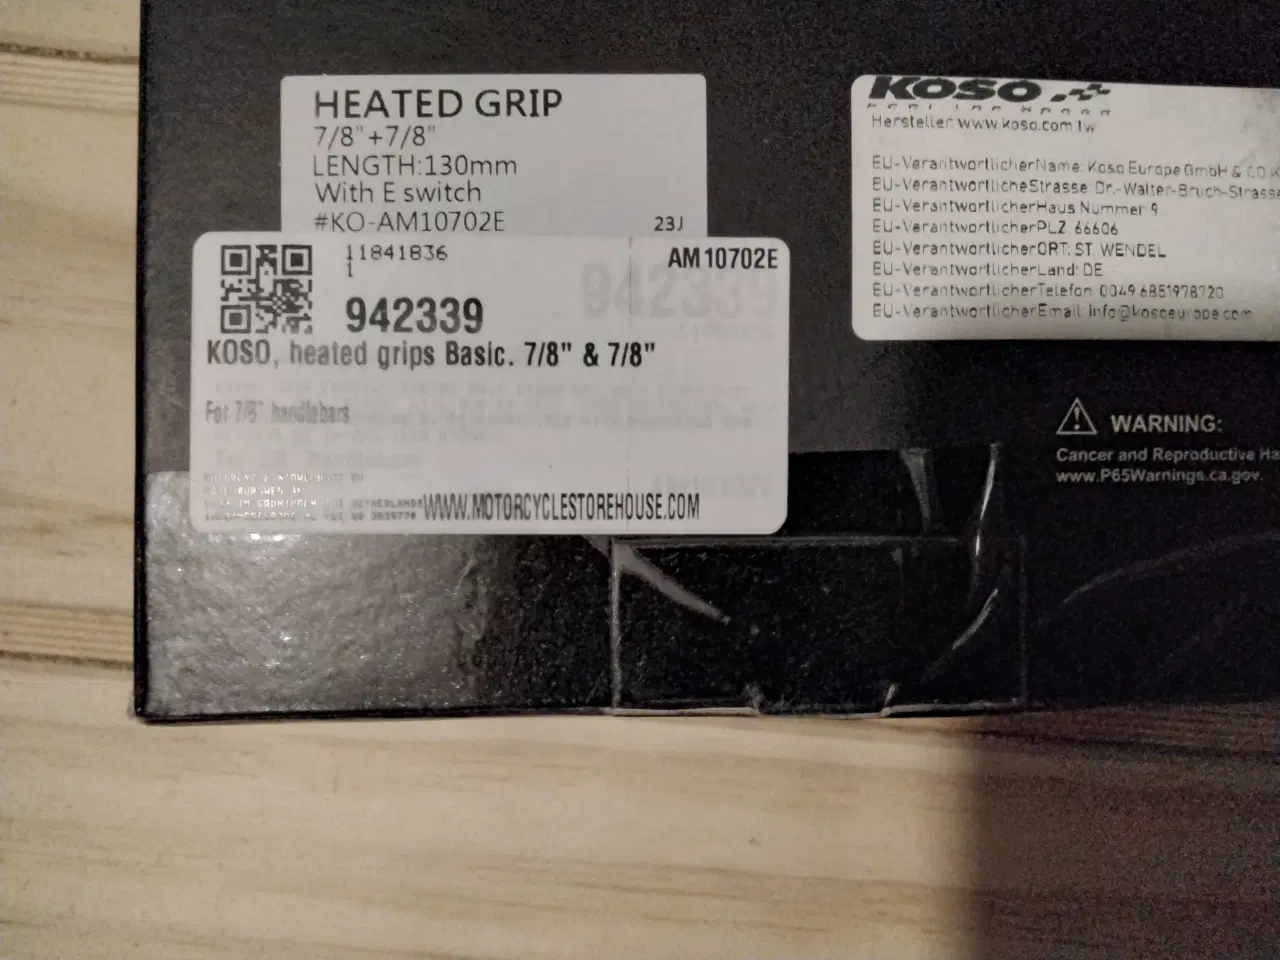 HEATED GRIP
7/8"+7/8"
LENGTH:130mm
With E switch
#KO-AM10702E 23J
11841836 AM10702E
1
942339
942339
KOSO, heated grips Basic. 7/8" & 7/8"
For 7/8" handlebars
NETHERLANDS
WWW.MOTORCYCLESTOREHOUSE.COM
KOSO
Hersteller www.koso.com.tw
EU-VerantwortlicherName: Koso Europe GmbH & CO
EU-VerantwortlicheStrasse: Dr.-Walter-Bruch-Strasse
EU-VerantwortlicherHaus Nummer 9
EU-VerantwortlicherPLZ: 66606
EU-VerantwortlicherORT: ST. WENDEL
EU-VerantwortlicherLand: DE
EU-VerantwortlicherTelefon: 0049 6851978720
EU-VerantwortlicherEmail: info@kosoeurope.com
WARNING:
Cancer and Reproductive Ha
www.P65Warnings.ca.gov.